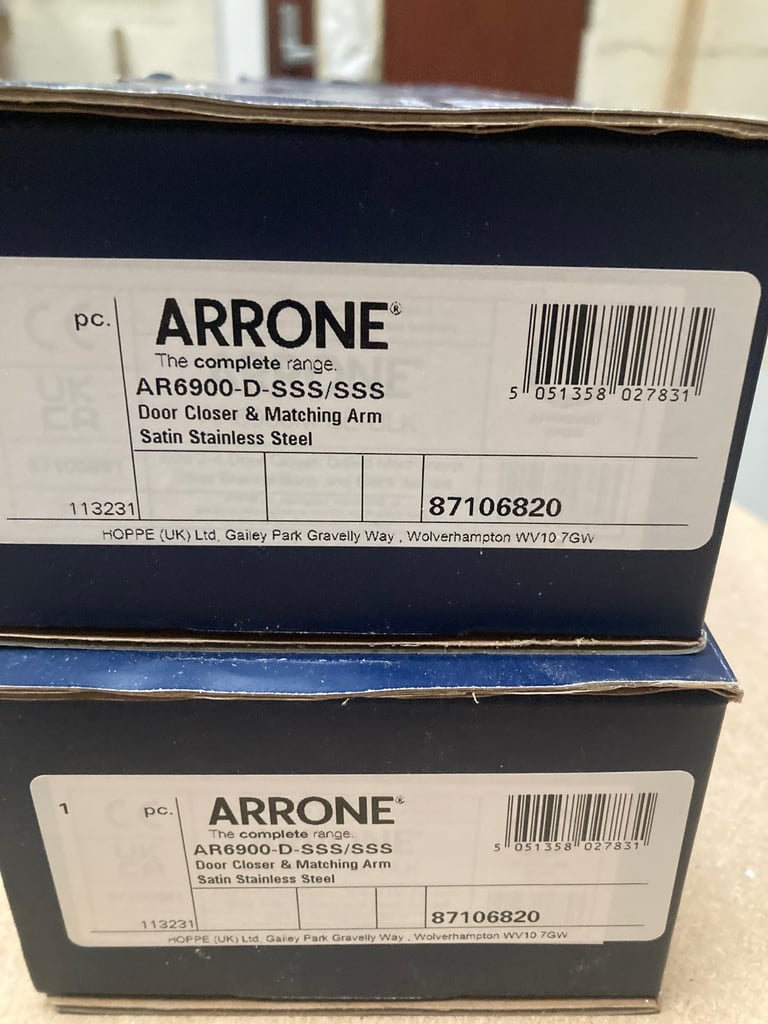 pc.
ARRONE®
The complete range.
AR6900-D-SSS/SSS
Door Closer & Matching Arm
Satin Stainless Steel
5 051358 027831
113231
87106820
HOPPE (UK) Ltd, Gailey Park Gravelly Way , Wolverhampton WV10 7GW
1 pc.
ARRONE®
The complete range.
AR6900-D-SSS/SSS
Door Closer & Matching Arm
Satin Stainless Steel
5 051358 027831
113231
87106820
HOPPE (UK) Ltd, Gailey Park Gravelly Way , Wolverhampton WV10 7GW